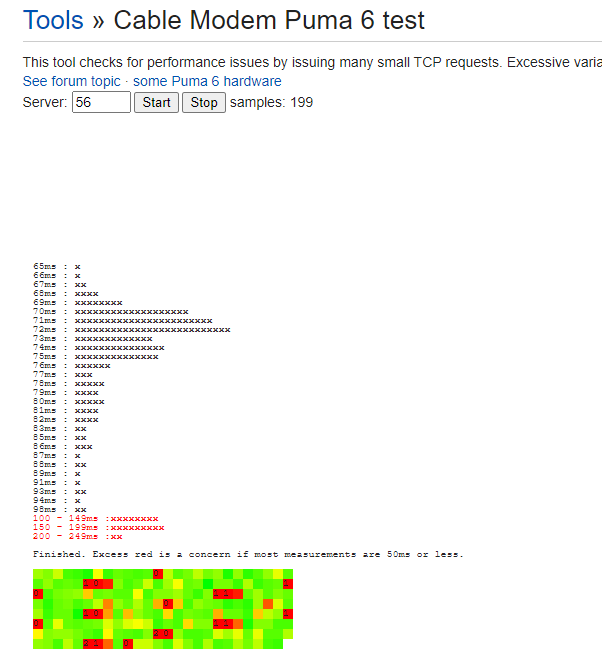 Tools » Cable Modem Puma 6 test
This tool checks for performance issues by issuing many small TCP requests. Excessive varia
See forum topic · some Puma 6 hardware
Server: 56 Start Stop samples: 199
65ms : x
66ms : x
67ms : xx
68ms : xxxx
69ms : xxxxxxxx
70ms : xxxxxxxxxxxxxxxxxxx
71ms : xxxxxxxxxxxxxxxxxxxxxxx
72ms : xxxxxxxxxxxxxxxxxxxxxxxxxx
73ms : xxxxxxxxxxxxx
74ms : xxxxxxxxxxxxxxx
75ms : xxxxxxxxxxxxxx
76ms : xxxxxx
77ms : xxx
78ms : xxxxx
79ms : xxxx
80ms : xxxxx
81ms : xxxx
82ms : xxxx
83ms : xx
85ms : xx
86ms : xxx
87ms : x
88ms : xx
89ms : x
91ms : x
93ms : xx
94ms : x
98ms : xx
100 - 149ms :xxxxxxxx
150 - 199ms :xxxxxxxxx
200 - 249ms :xx
Finished. Excess red is a concern if most measurements are 50ms or less.